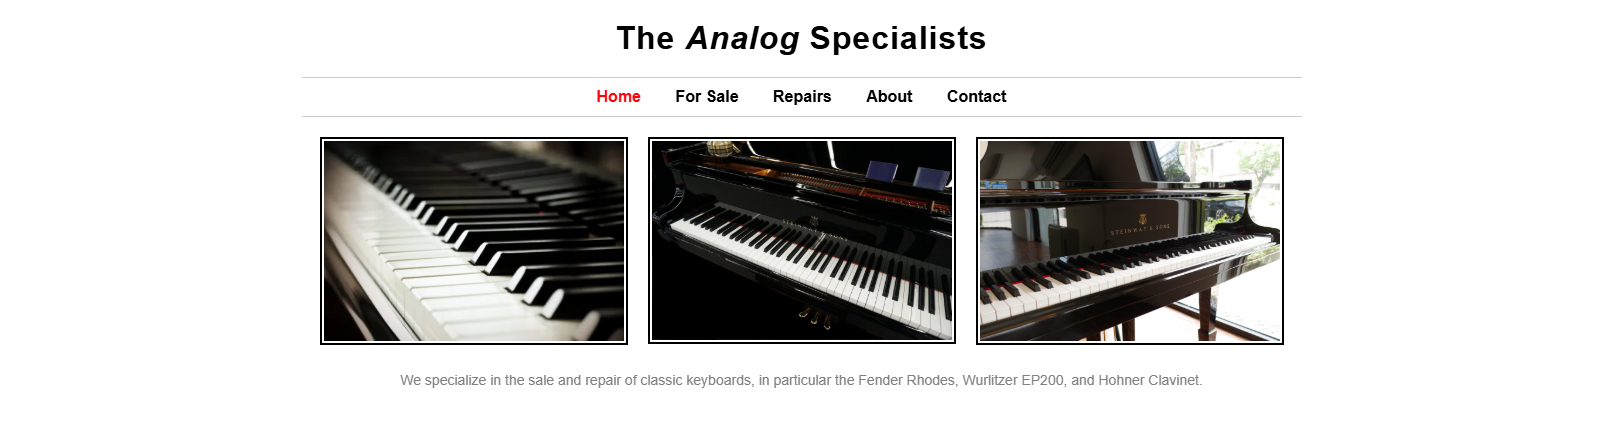 The Analog Specialists
Home For Sale Repairs About Contact
STEINWAY & SONS
We specialize in the sale and repair of classic keyboards, in particular the Fender Rhodes, Wurlitzer EP200, and Hohner Clavinet.